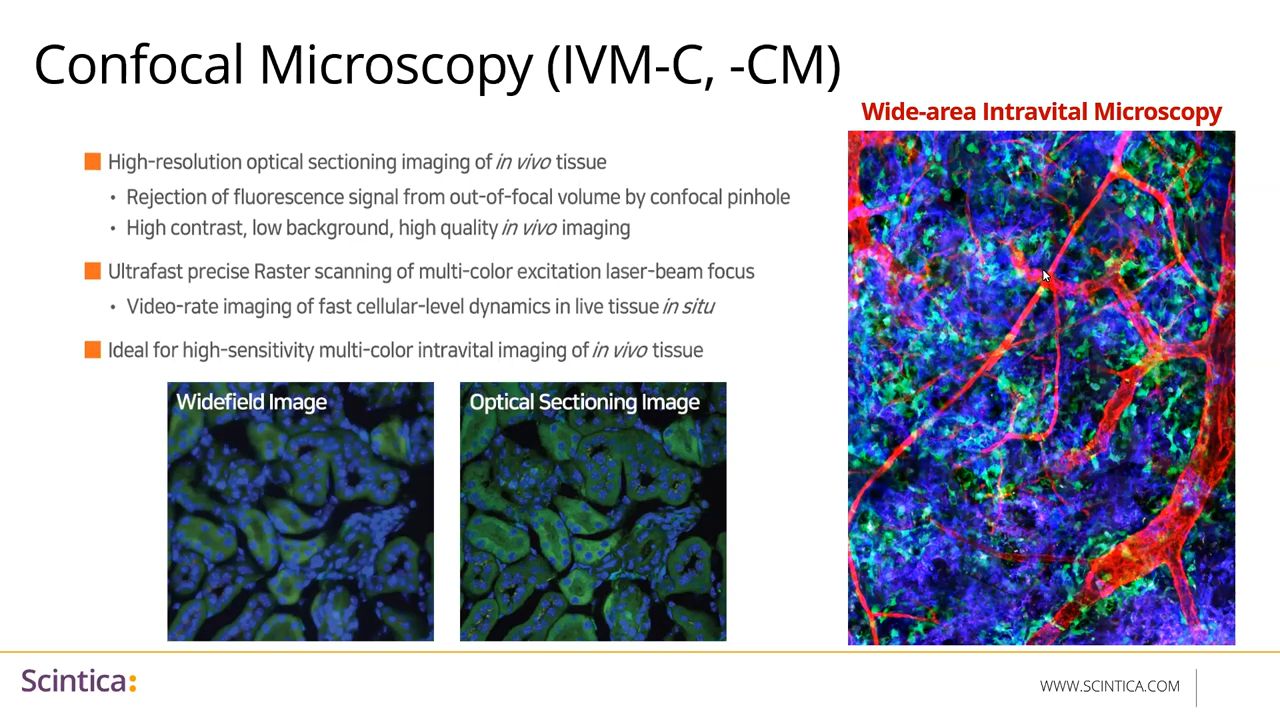 Confocal Microscopy (IVM-C, -CM)
Wide-area Intravital Microscopy
High-resolution optical sectioning imaging of in vivo tissue
• Rejection of fluorescence signal from out-of-focal volume by confocal pinhole
• High contrast, low background, high quality in vivo imaging
Ultrafast precise Raster scanning of multi-color excitation laser-beam focus
• Video-rate imaging of fast cellular-level dynamics in live tissue in situ
Ideal for high-sensitivity multi-color intravital imaging of in vivo tissue
Widefield Image
Optical Sectioning Image
Scintica:
WWW.SCINTICA.COM